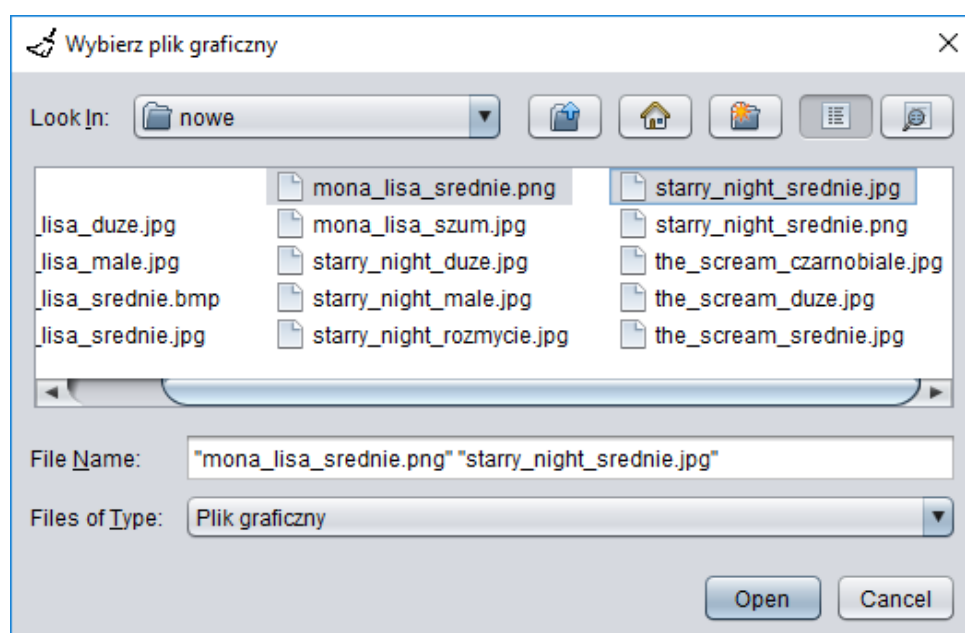 Wybierz plik graficzny
Look In: nowe
mona_lisa_srednie.png starry_night_srednie.jpg
_lisa_duze.jpg mona_lisa_szum.jpg starry_night_srednie.png
_lisa_male.jpg starry_night_duze.jpg the_scream_czarnobiale.jpg
_lisa_srednie.bmp starry_night_male.jpg the_scream_duze.jpg
_lisa_srednie.jpg starry_night_rozmycie.jpg the_scream_srednie.jpg
File Name: "mona_lisa_srednie.png" "starry_night_srednie.jpg"
Files of Type: Plik graficzny
Open Cancel